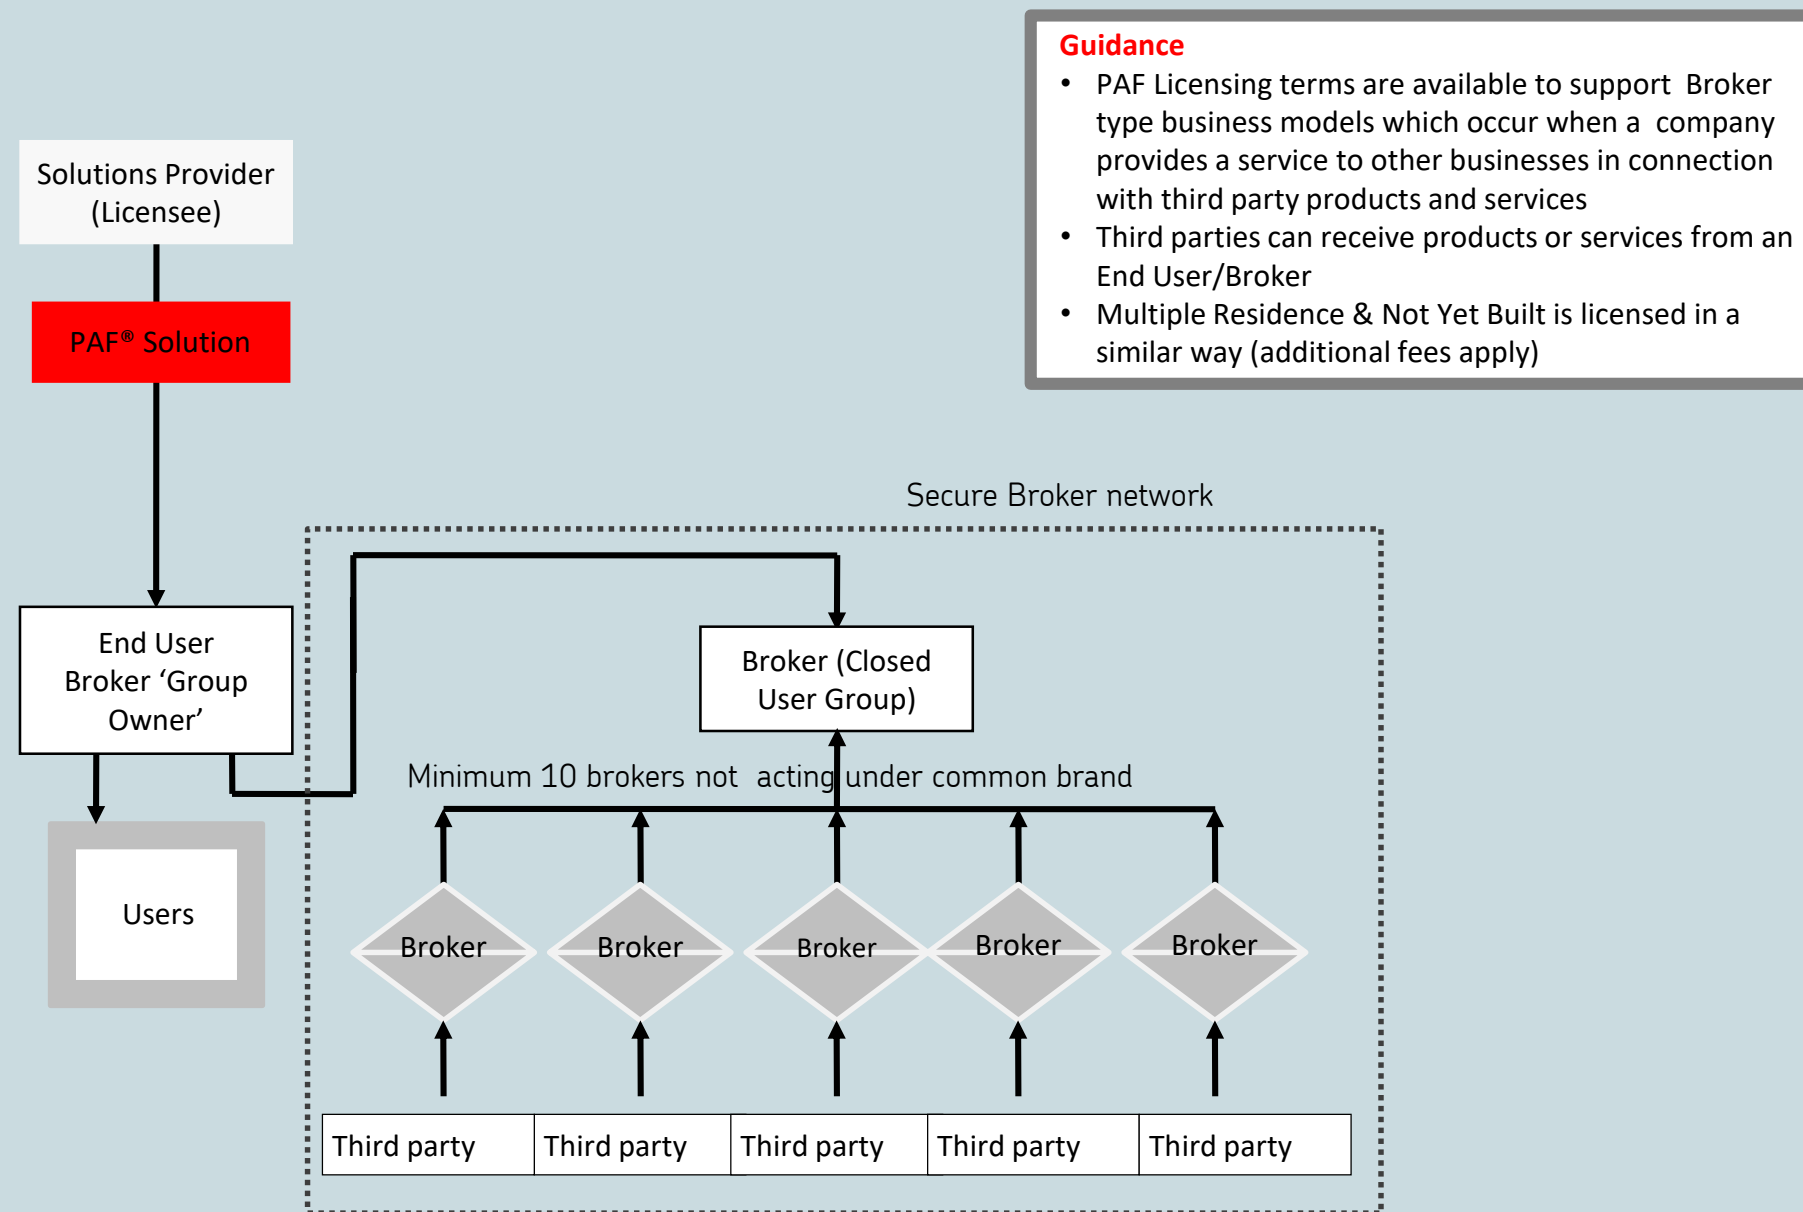 Guidance
• PAF Licensing terms are available to support Broker
type business models which occur when a company
provides a service to other businesses in connection
with third party products and services
• Third parties can receive products or services from an
End User/Broker
• Multiple Residence & Not Yet Built is licensed in a
similar way (additional fees apply)
Solutions Provider
(Licensee)
PAF® Solution
Secure Broker network
End User
Broker ‘Group
Owner’
Broker (Closed
User Group)
Minimum 10 brokers not acting under common brand
Users
Broker
Broker
Broker
Broker
Broker
Third party
Third party
Third party
Third party
Third party